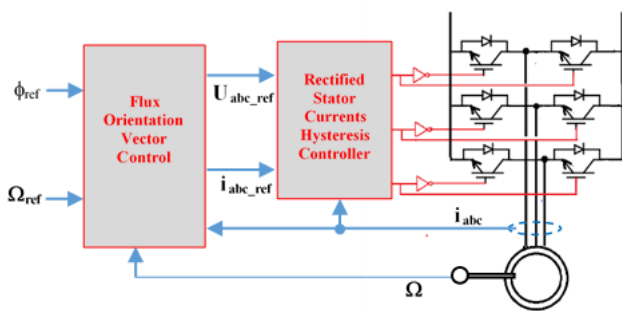 ϕref
Ωref
Flux
Orientation
Vector
Control
Uabc_ref
iabc_ref
Rectified
Stator
Currents
Hysteresis
Controller
iabc
Ω